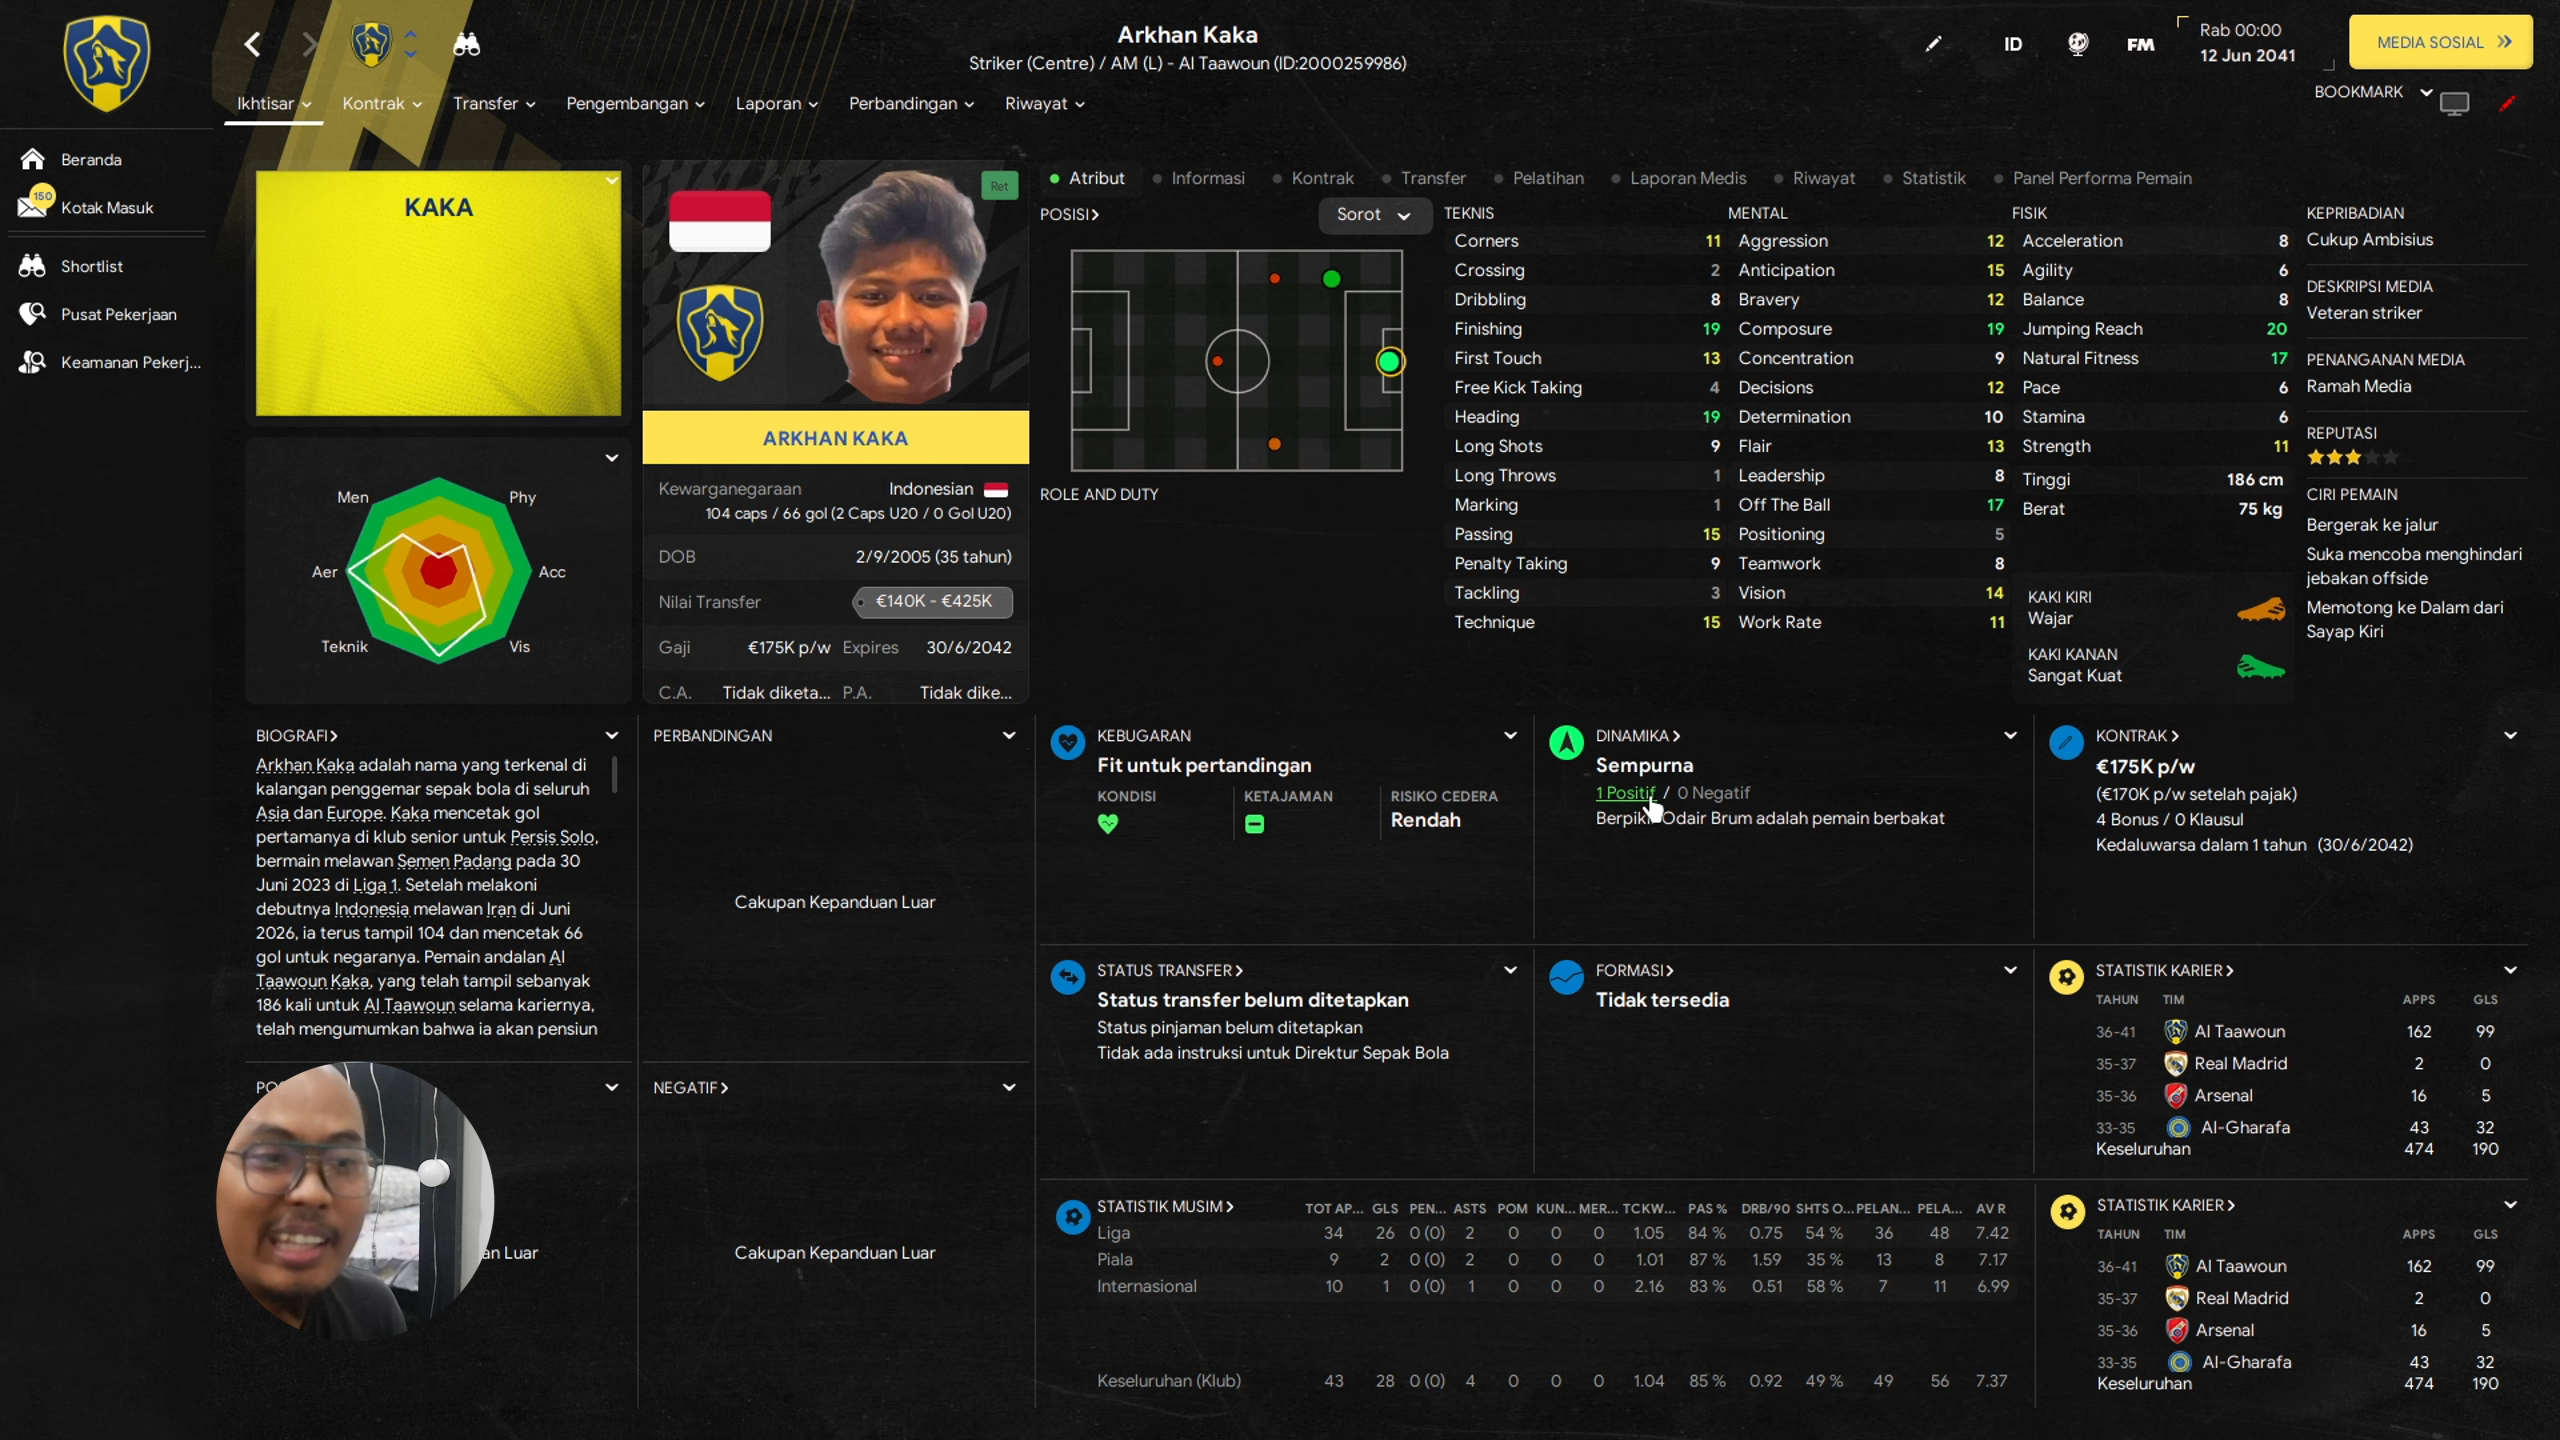 Arkhan Kaka
Striker (Centre) / AM (L) - Al Taawoun (ID:2000259986)
ID
FM
Rab 00:00
12 Jun 2041
MEDIA SOSIAL
BOOKMARK
Ikhtisar
Kontrak
Transfer
Pengembangan
Laporan
Perbandingan
Riwayat
Beranda
150
Kotak Masuk
Shortlist
Pusat Pekerjaan
Keamanan Pekerj...
KAKA
Men
Phy
Aer
Acc
Teknik
Vis
Ret
ARKHAN KAKA
Kewarganegaraan Indonesian
104 caps / 66 gol (2 Caps U20 / 0 Gol U20)
DOB 2/9/2005 (35 tahun)
Nilai Transfer €140K - €425K
Gaji €175K p/w Expires 30/6/2042
C.A. Tidak diketa... P.A. Tidak dike...
Atribut
Informasi
Kontrak
Transfer
Pelatihan
Laporan Medis
Riwayat
Statistik
Panel Performa Pemain
POSISI
Sorot
ROLE AND DUTY
TEKNIS
Corners 11
Crossing 2
Dribbling 8
Finishing 19
First Touch 13
Free Kick Taking 4
Heading 19
Long Shots 9
Long Throws 1
Marking 1
Passing 15
Penalty Taking 9
Tackling 3
Technique 15
MENTAL
Aggression 12
Anticipation 15
Bravery 12
Composure 19
Concentration 9
Decisions 12
Determination 10
Flair 13
Leadership 8
Off The Ball 17
Positioning 5
Teamwork 8
Vision 14
Work Rate 11
FISIK
Acceleration 8
Agility 6
Balance 8
Jumping Reach 20
Natural Fitness 17
Pace 6
Stamina 6
Strength 11
Tinggi 186 cm
Berat 75 kg
KAKI KIRI
Wajar
KAKI KANAN
Sangat Kuat
KEPRIBADIAN
Cukup Ambisius
DESKRIPSI MEDIA
Veteran striker
PENANGANAN MEDIA
Ramah Media
REPUTASI
CIRI PEMAIN
Bergerak ke jalur
Suka mencoba menghindari
jebakan offside
Memotong ke Dalam dari
Sayap Kiri
BIOGRAFI
Arkhan Kaka adalah nama yang terkenal di
kalangan penggemar sepak bola di seluruh
Asia dan Europe. Kaka mencetak gol
pertamanya di klub senior untuk Persis Solo,
bermain melawan Semen Padang pada 30
Juni 2023 di Liga 1. Setelah melakoni
debutnya Indonesia melawan Iran di Juni
2026, ia terus tampil 104 dan mencetak 66
gol untuk negaranya. Pemain andalan Al
Taawoun Kaka, yang telah tampil sebanyak
186 kali untuk Al Taawoun selama kariernya,
telah mengumumkan bahwa ia akan pensiun
PERBANDINGAN
Cakupan Kepanduan Luar
KEBUGARAN
Fit untuk pertandingan
KONDISI
KETAJAMAN
RISIKO CEDERA
Rendah
DINAMIKA
Sempurna
1 Positif / 0 Negatif
Odair Brum adalah pemain berbakat
KONTRAK
€175K p/w
(€170K p/w setelah pajak)
4 Bonus / 0 Klausul
Kedaluwarsa dalam 1 tahun (30/6/2042)
STATUS TRANSFER
Status transfer belum ditetapkan
Status pinjaman belum ditetapkan
Tidak ada instruksi untuk Direktur Sepak Bola
FORMASI
Tidak tersedia
STATISTIK KARIER
TAHUN TIM APPS GLS
36-41 Al Taawoun 162 99
35-37 Real Madrid 2 0
35-36 Arsenal 16 5
33-35 Al-Gharafa 43 32
Keseluruhan 474 190
an Luar
NEGATIF
Cakupan Kepanduan Luar
STATISTIK MUSIM TOT AP... GLS PEN... ASTS POM KUN... MER... TCKW... PAS % DRB/90 SHTS O... PELAN... PELA... AV R
Liga 34 26 0 (0) 2 0 0 0 1.05 84 % 0.75 54 % 36 48 7.42
Piala 9 2 0 (0) 2 0 0 0 1.01 87 % 1.59 35 % 13 8 7.17
Internasional 10 1 0 (0) 1 0 0 0 2.16 83 % 0.51 58 % 7 11 6.99
Keseluruhan (Klub) 43 28 0 (0) 4 0 0 0 1.04 85 % 0.92 49 % 49 56 7.37
STATISTIK KARIER
TAHUN TIM APPS GLS
36-41 Al Taawoun 162 99
35-37 Real Madrid 2 0
35-36 Arsenal 16 5
33-35 Al-Gharafa 43 32
Keseluruhan 474 190